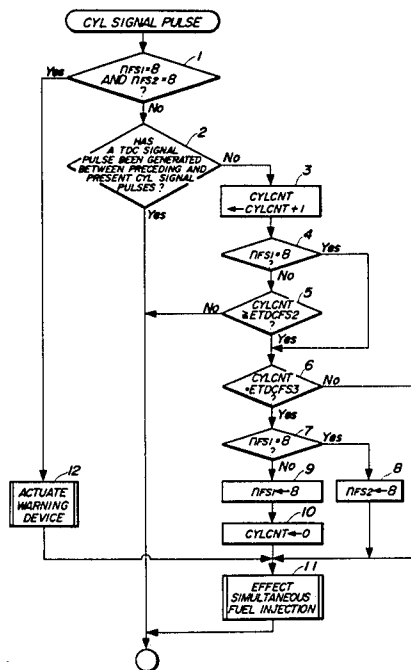 CYL SIGNAL PULSE
1
nFS1=8
AND nFS2=8
?
Yes
No
2
HAS
A TDC SIGNAL
PULSE BEEN GENERATED
BETWEEN PRECEDING AND
PRESENT CYL SIGNAL
PULSES ?
No
Yes
3
CYLCNT
←CYLCNT+1
4
nFS1=8
?
Yes
No
5
CYLCNT
≧ETDCFS2
?
No
Yes
6
CYLCNT
=ETDCFS3
?
No
Yes
7
nFS1=8
?
Yes
No
8
nFS2←8
9
nFS1←8
10
CYLCNT←0
12
ACTUATE
WARNING
DEVICE
11
EFFECT
SIMULTANEOUS
FUEL INJECTION